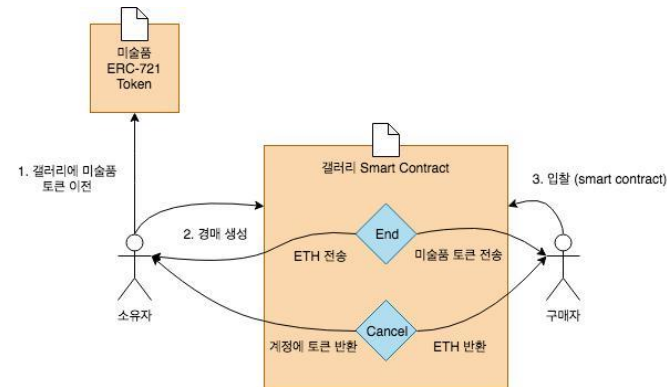 미술품
ERC-721
Token
1. 갤러리에 미술품
토큰 이전
갤러리 Smart Contract
3. 입찰 (smart contract)
2. 경매 생성
End
ETH 전송
미술품 토큰 전송
소유자
구매자
Cancel
계정에 토큰 반환
ETH 반환